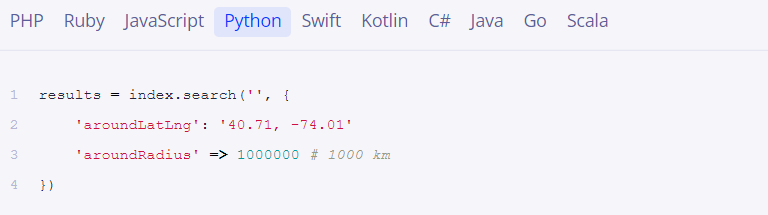 PHP Ruby JavaScript Python Swift Kotlin C# Java Go Scala
1 results = index.search('', {
2     'aroundLatLng': '40.71, -74.01'
3     'aroundRadius' => 1000000 # 1000 km
4 })